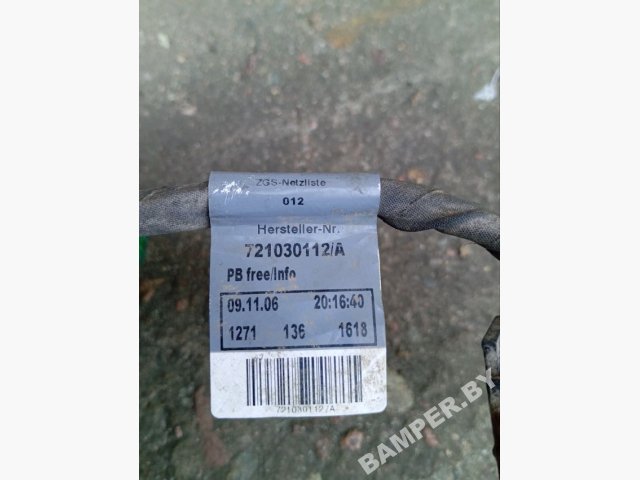 ZGS-Netzliste
012
Hersteller-Nr.
721030112/A
PB free/Info
09.11.06 20:16:40
1271 136 1618
721030112/A
BAMPER.BY